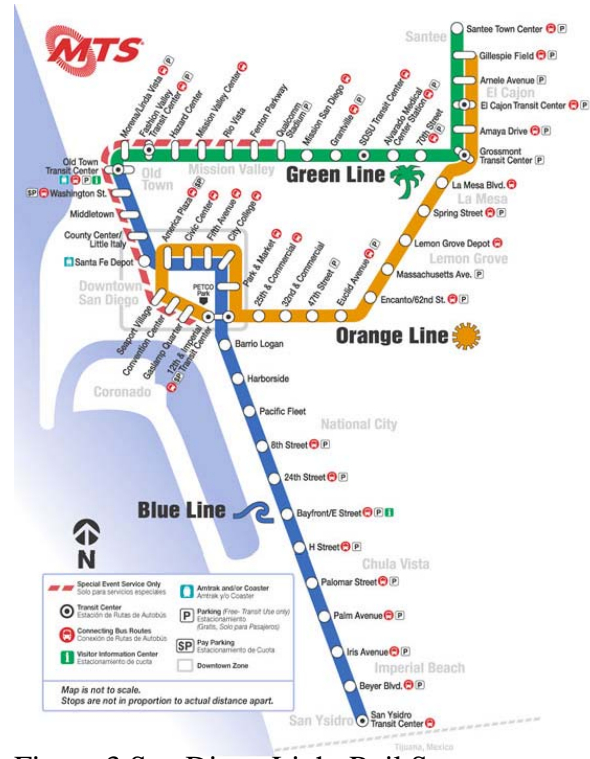 MTS
Santee
Santee Town Center
Gillespie Field
Arnele Avenue
El Cajon
El Cajon Transit Center
Amaya Drive
Grossmont
Transit Center
Morena/Linda Vista
Fashion Valley
Transit Center
Hazard Center
Mission Valley Center
Rio Vista
Fenton Parkway
Qualcomm
Stadium
Mission San Diego
Grantville
SDSU Transit Center
Alvarado Medical
Center Station
70th Street
Old Town
Transit Center
Old
Town
Mission Valley
Green Line
Washington St.
Middletown
County Center/
Little Italy
Santa Fe Depot
America Plaza
Civic Center
Fifth Avenue
City College
Park & Market
25th & Commercial
32nd & Commercial
47th Street
Euclid Avenue
La Mesa Blvd.
La Mesa
Spring Street
Lemon Grove Depot
Lemon Grove
Massachusetts Ave.
Encanto/62nd St.
Orange Line
PETCO
Park
Downtown
San Diego
Seaport Village
Convention Center
Gaslamp Quarter
12th & Imperial
Transit Center
Coronado
Barrio Logan
Harborside
Pacific Fleet
National City
8th Street
24th Street
Blue Line
Bayfront/E Street
H Street
Chula Vista
Palomar Street
Palm Avenue
Iris Avenue
Imperial Beach
Beyer Blvd.
San Ysidro
San Ysidro
Transit Center
Tijuana, Mexico
N
Special Event Service Only
Solo para servicios especiales
Transit Center
Estación de Rutas de Autobús
Connecting Bus Routes
Conexión de Rutas de Autobús
Visitor Information Center
Estacionamiento de cuota
Amtrak and/or Coaster
Amtrak y/o Coaster
P Parking (Free- Transit Use only)
Estacionamiento
(Gratis, Solo para Pasajeros)
SP Pay Parking
Estacionamiento de Cuota
Downtown Zone
Map is not to scale.
Stops are not in proportion to actual distance apart.